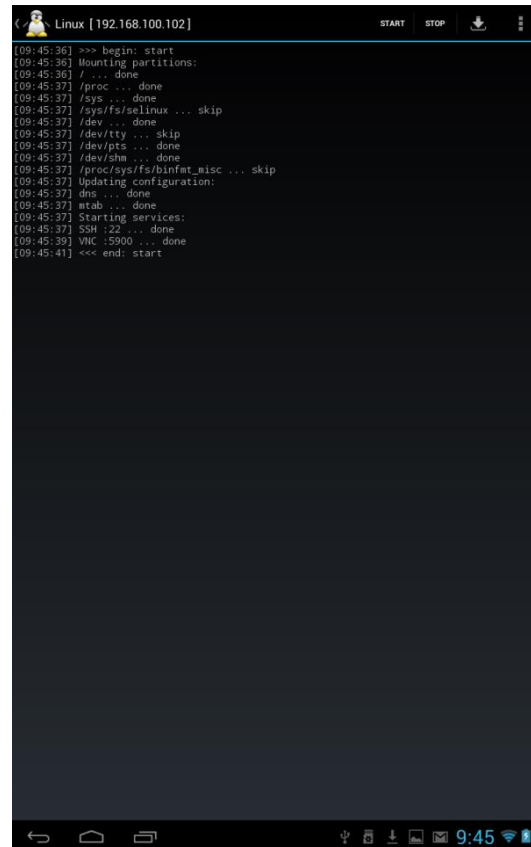 Linux [192.168.100.102]
START
STOP
[09:45:36] >>> begin: start
[09:45:36] Mounting partitions:
[09:45:36] / ... done
[09:45:37] /proc ... done
[09:45:37] /sys ... done
[09:45:37] /sys/fs/selinux ... skip
[09:45:37] /dev ... done
[09:45:37] /dev/tty ... skip
[09:45:37] /dev/pts ... done
[09:45:37] /dev/shm ... done
[09:45:37] /proc/sys/fs/binfmt_misc ... skip
[09:45:37] Updating configuration:
[09:45:37] dns ... done
[09:45:37] mtab ... done
[09:45:37] Starting services:
[09:45:37] SSH :22 ... done
[09:45:39] VNC :5900 ... done
[09:45:41] <<< end: start
9:45